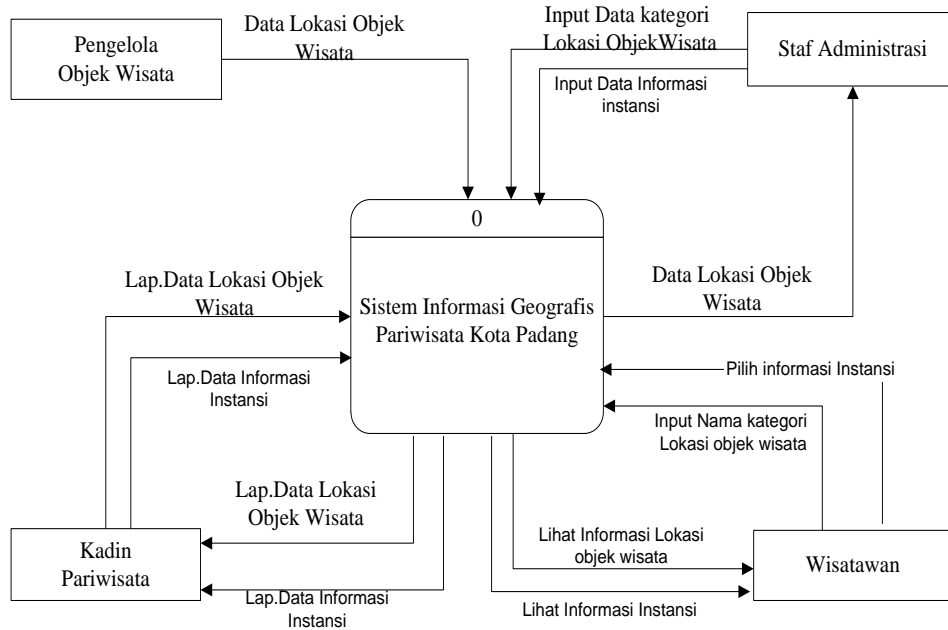 Pengelola
Objek Wisata
Data Lokasi Objek
Wisata
Input Data kategori
Lokasi ObjekWisata
Input Data Informasi
instansi
Staf Administrasi
0
Sistem Informasi Geografis
Pariwisata Kota Padang
Lap.Data Lokasi Objek
Wisata
Lap.Data Informasi
Instansi
Data Lokasi Objek
Wisata
Pilih informasi Instansi
Input Nama kategori
Lokasi objek wisata
Lap.Data Lokasi
Objek Wisata
Lap.Data Informasi
Instansi
Kadin
Pariwisata
Lihat Informasi Lokasi
objek wisata
Lihat Informasi Instansi
Wisatawan